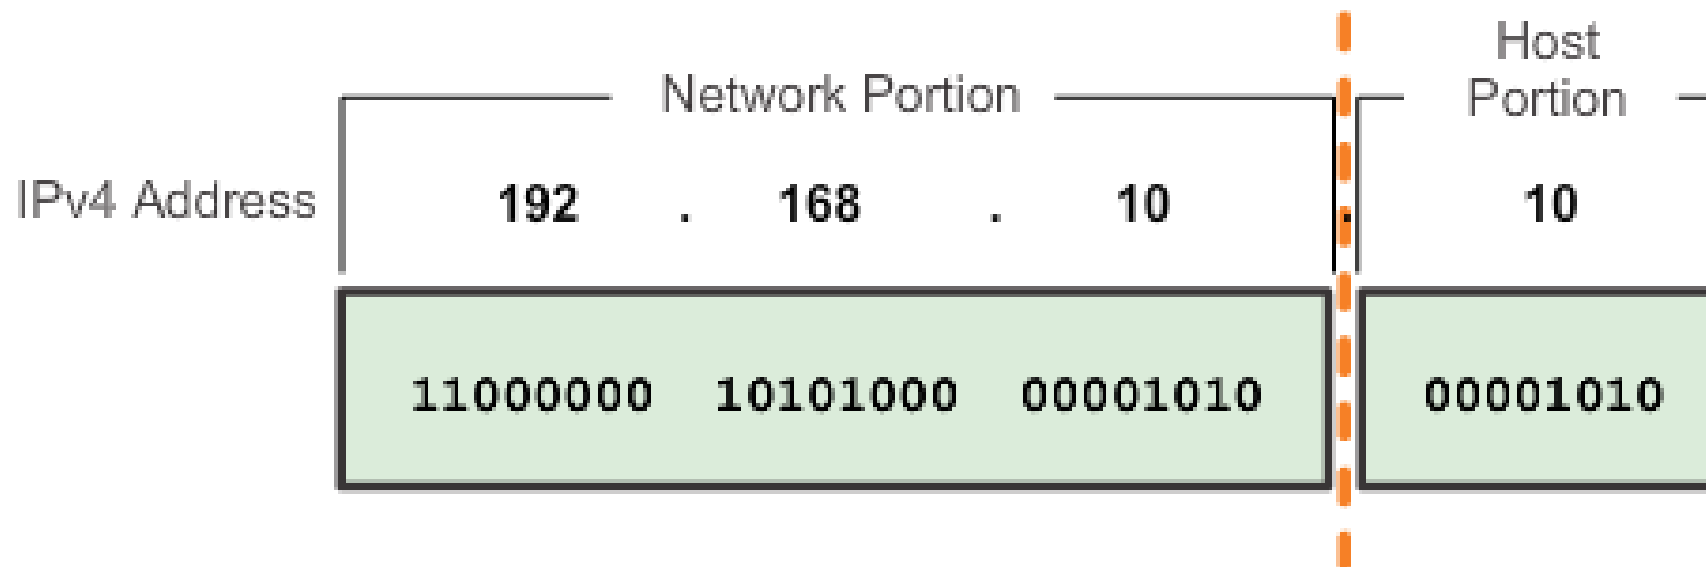 Host
Network Portion Portion
IPv4 Address 192 . 168 . 10 . 10
11000000 10101000 00001010 00001010